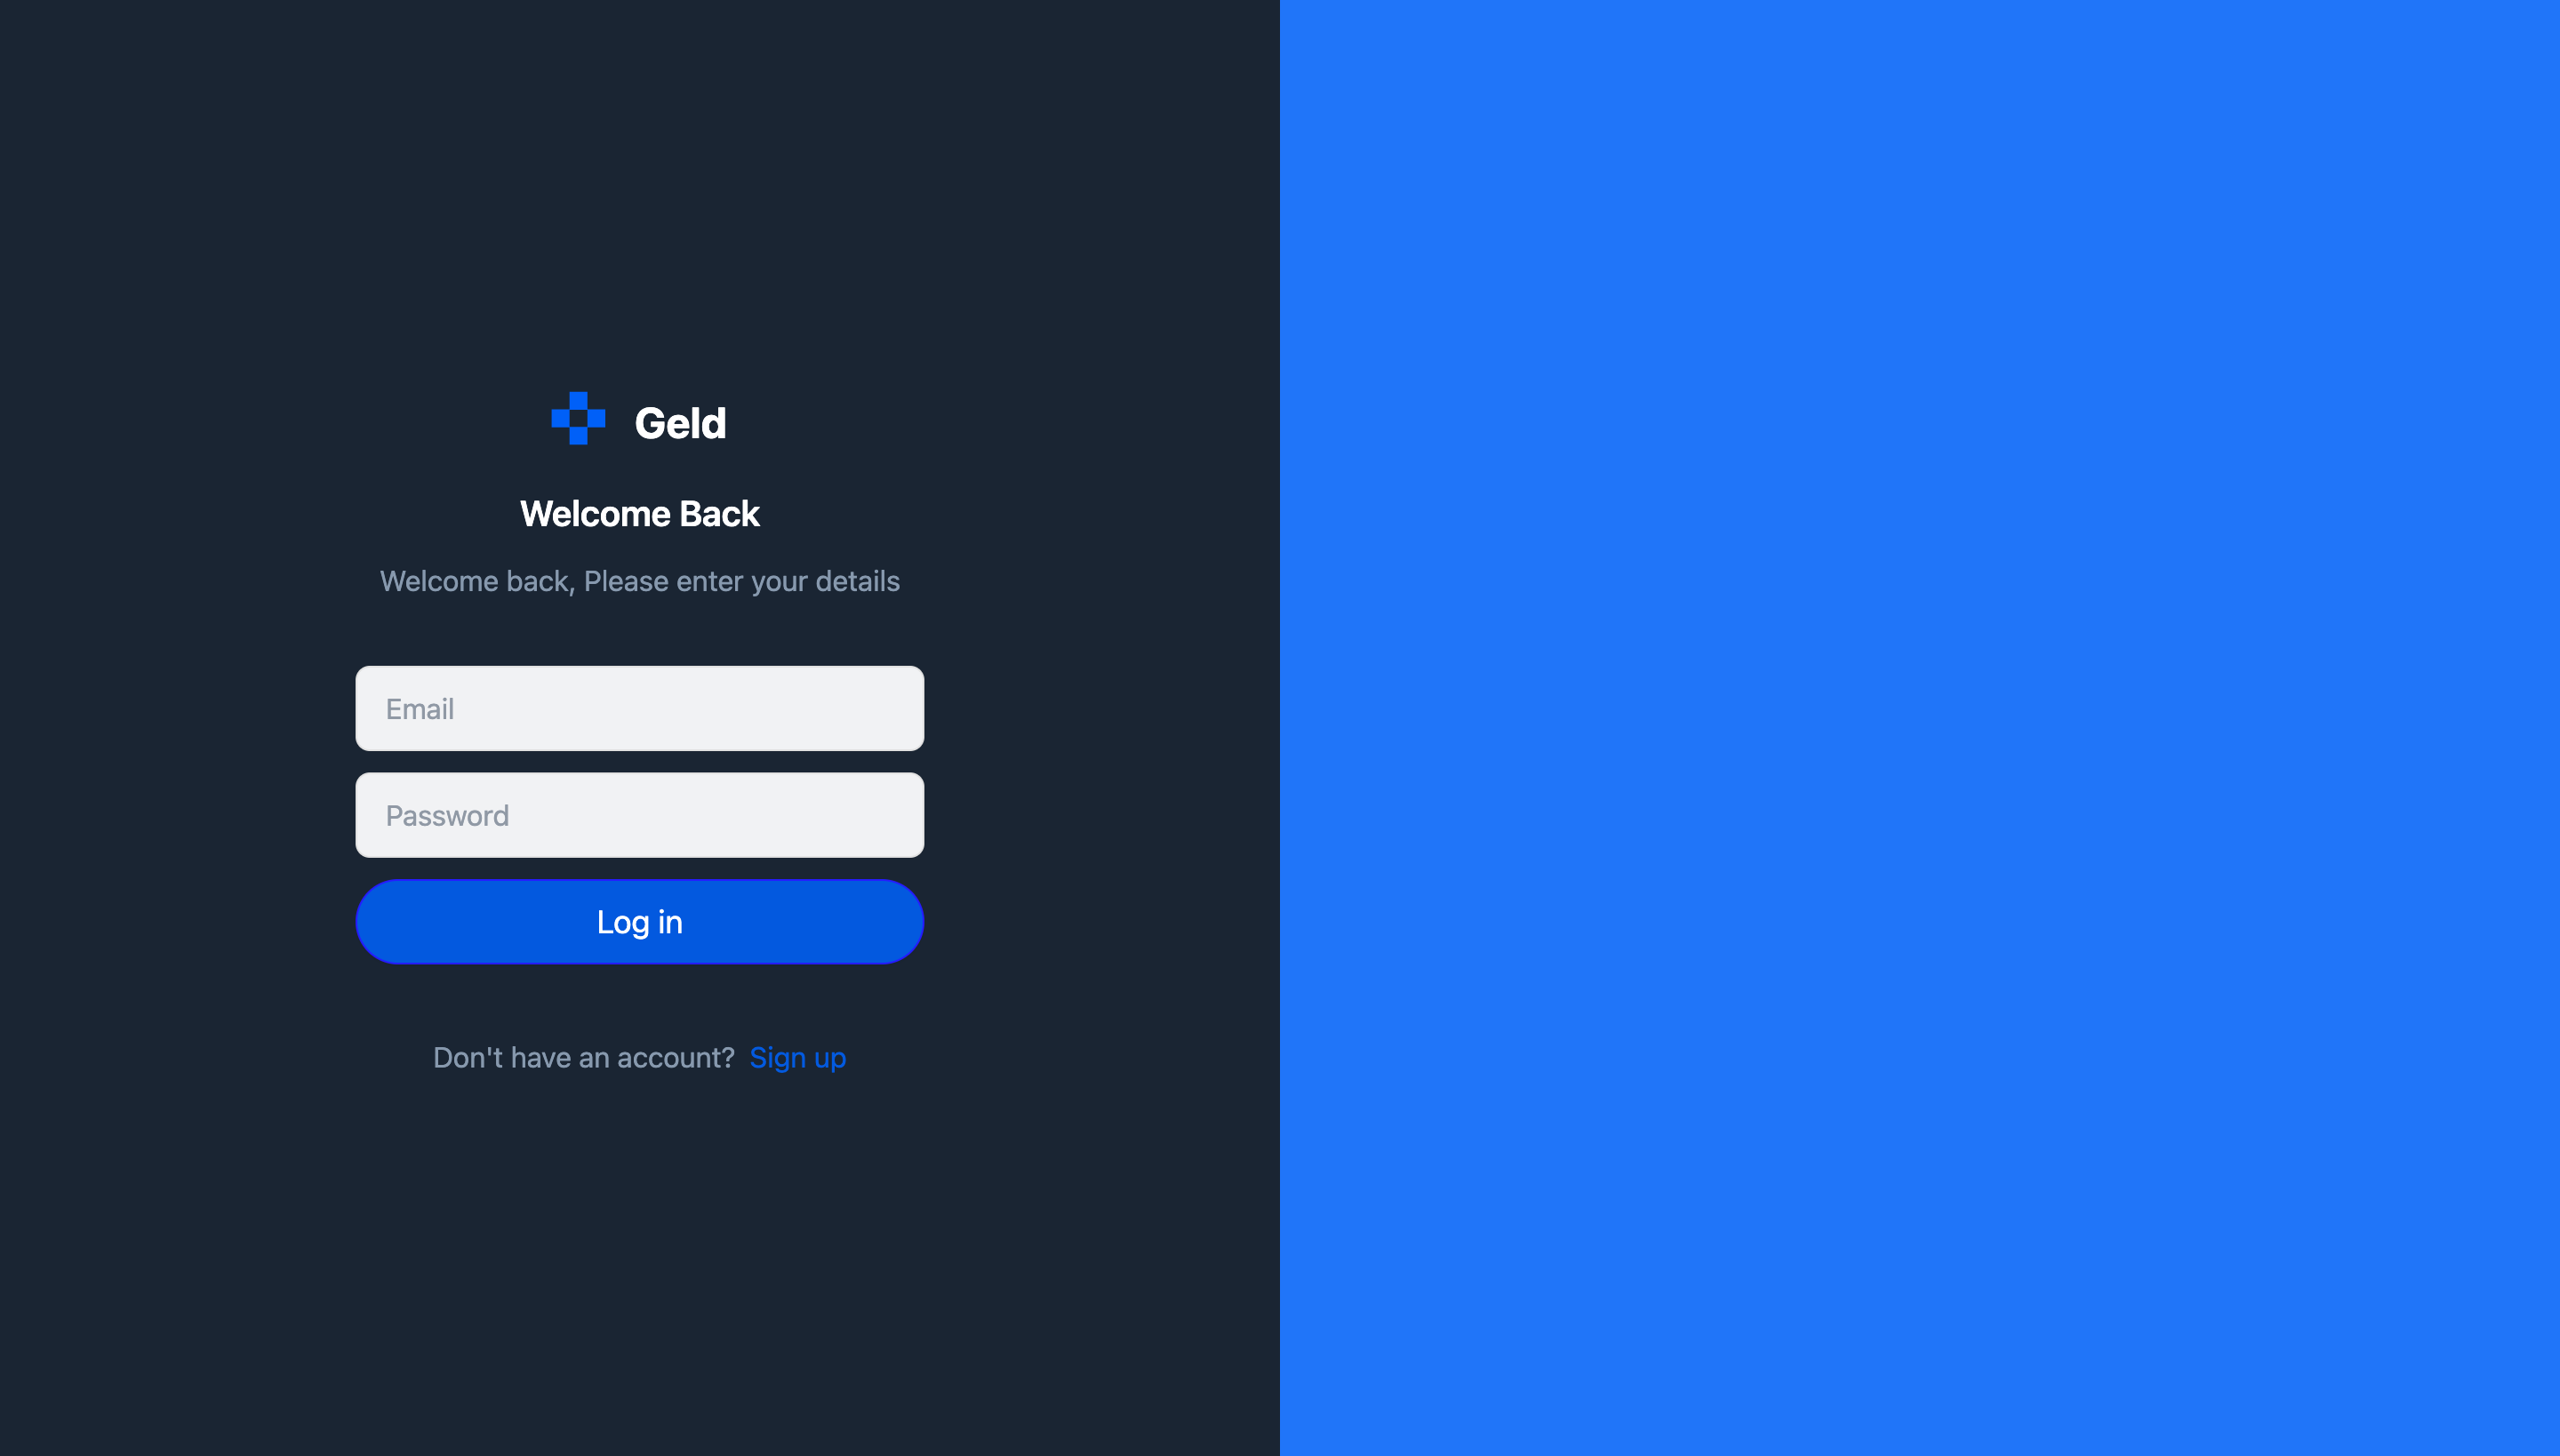 Geld
Welcome Back
Welcome back, Please enter your details
Email
Password
Log in
Don't have an account? Sign up